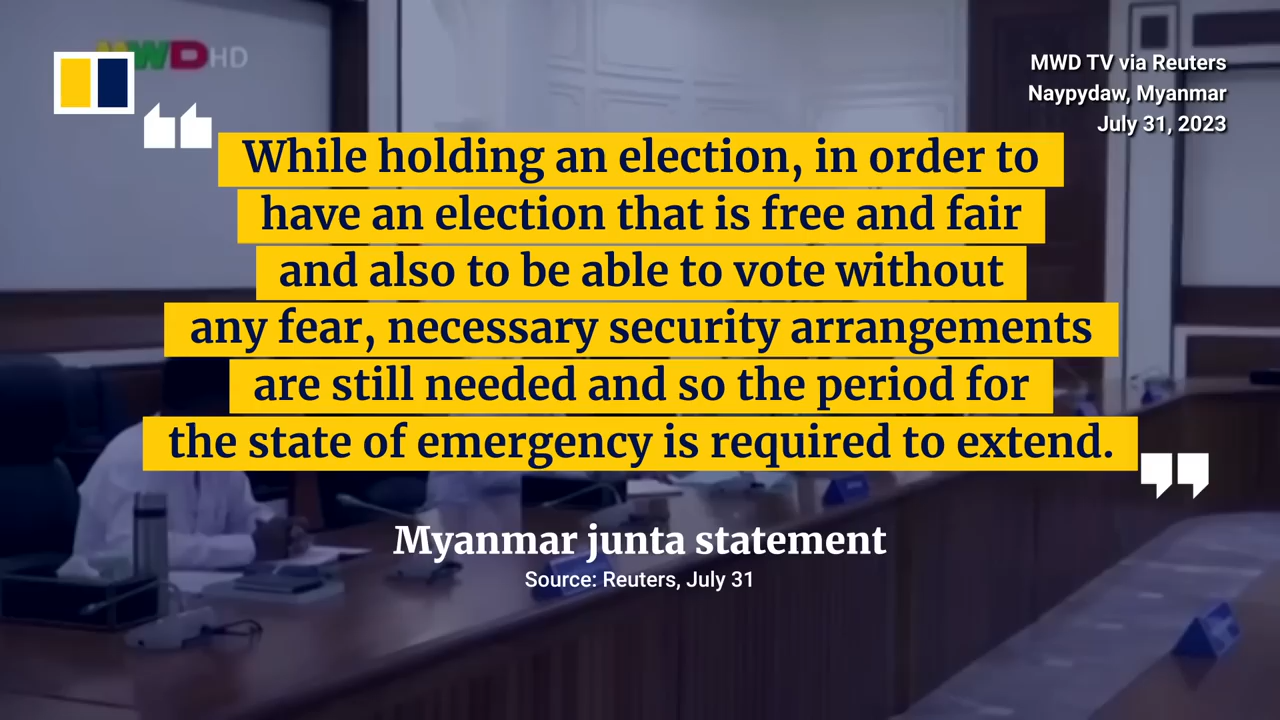 MWD HD
MWD TV via Reuters
Naypydaw, Myanmar
July 31, 2023
While holding an election, in order to
have an election that is free and fair
and also to be able to vote without
any fear, necessary security arrangements
are still needed and so the period for
the state of emergency is required to extend.
Myanmar junta statement
Source: Reuters, July 31